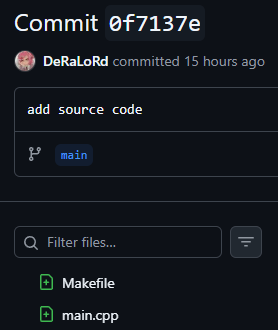 Commit 0f7137e
DeRaLoRd committed 15 hours ago
add source code
main
Filter files...
Makefile
main.cpp